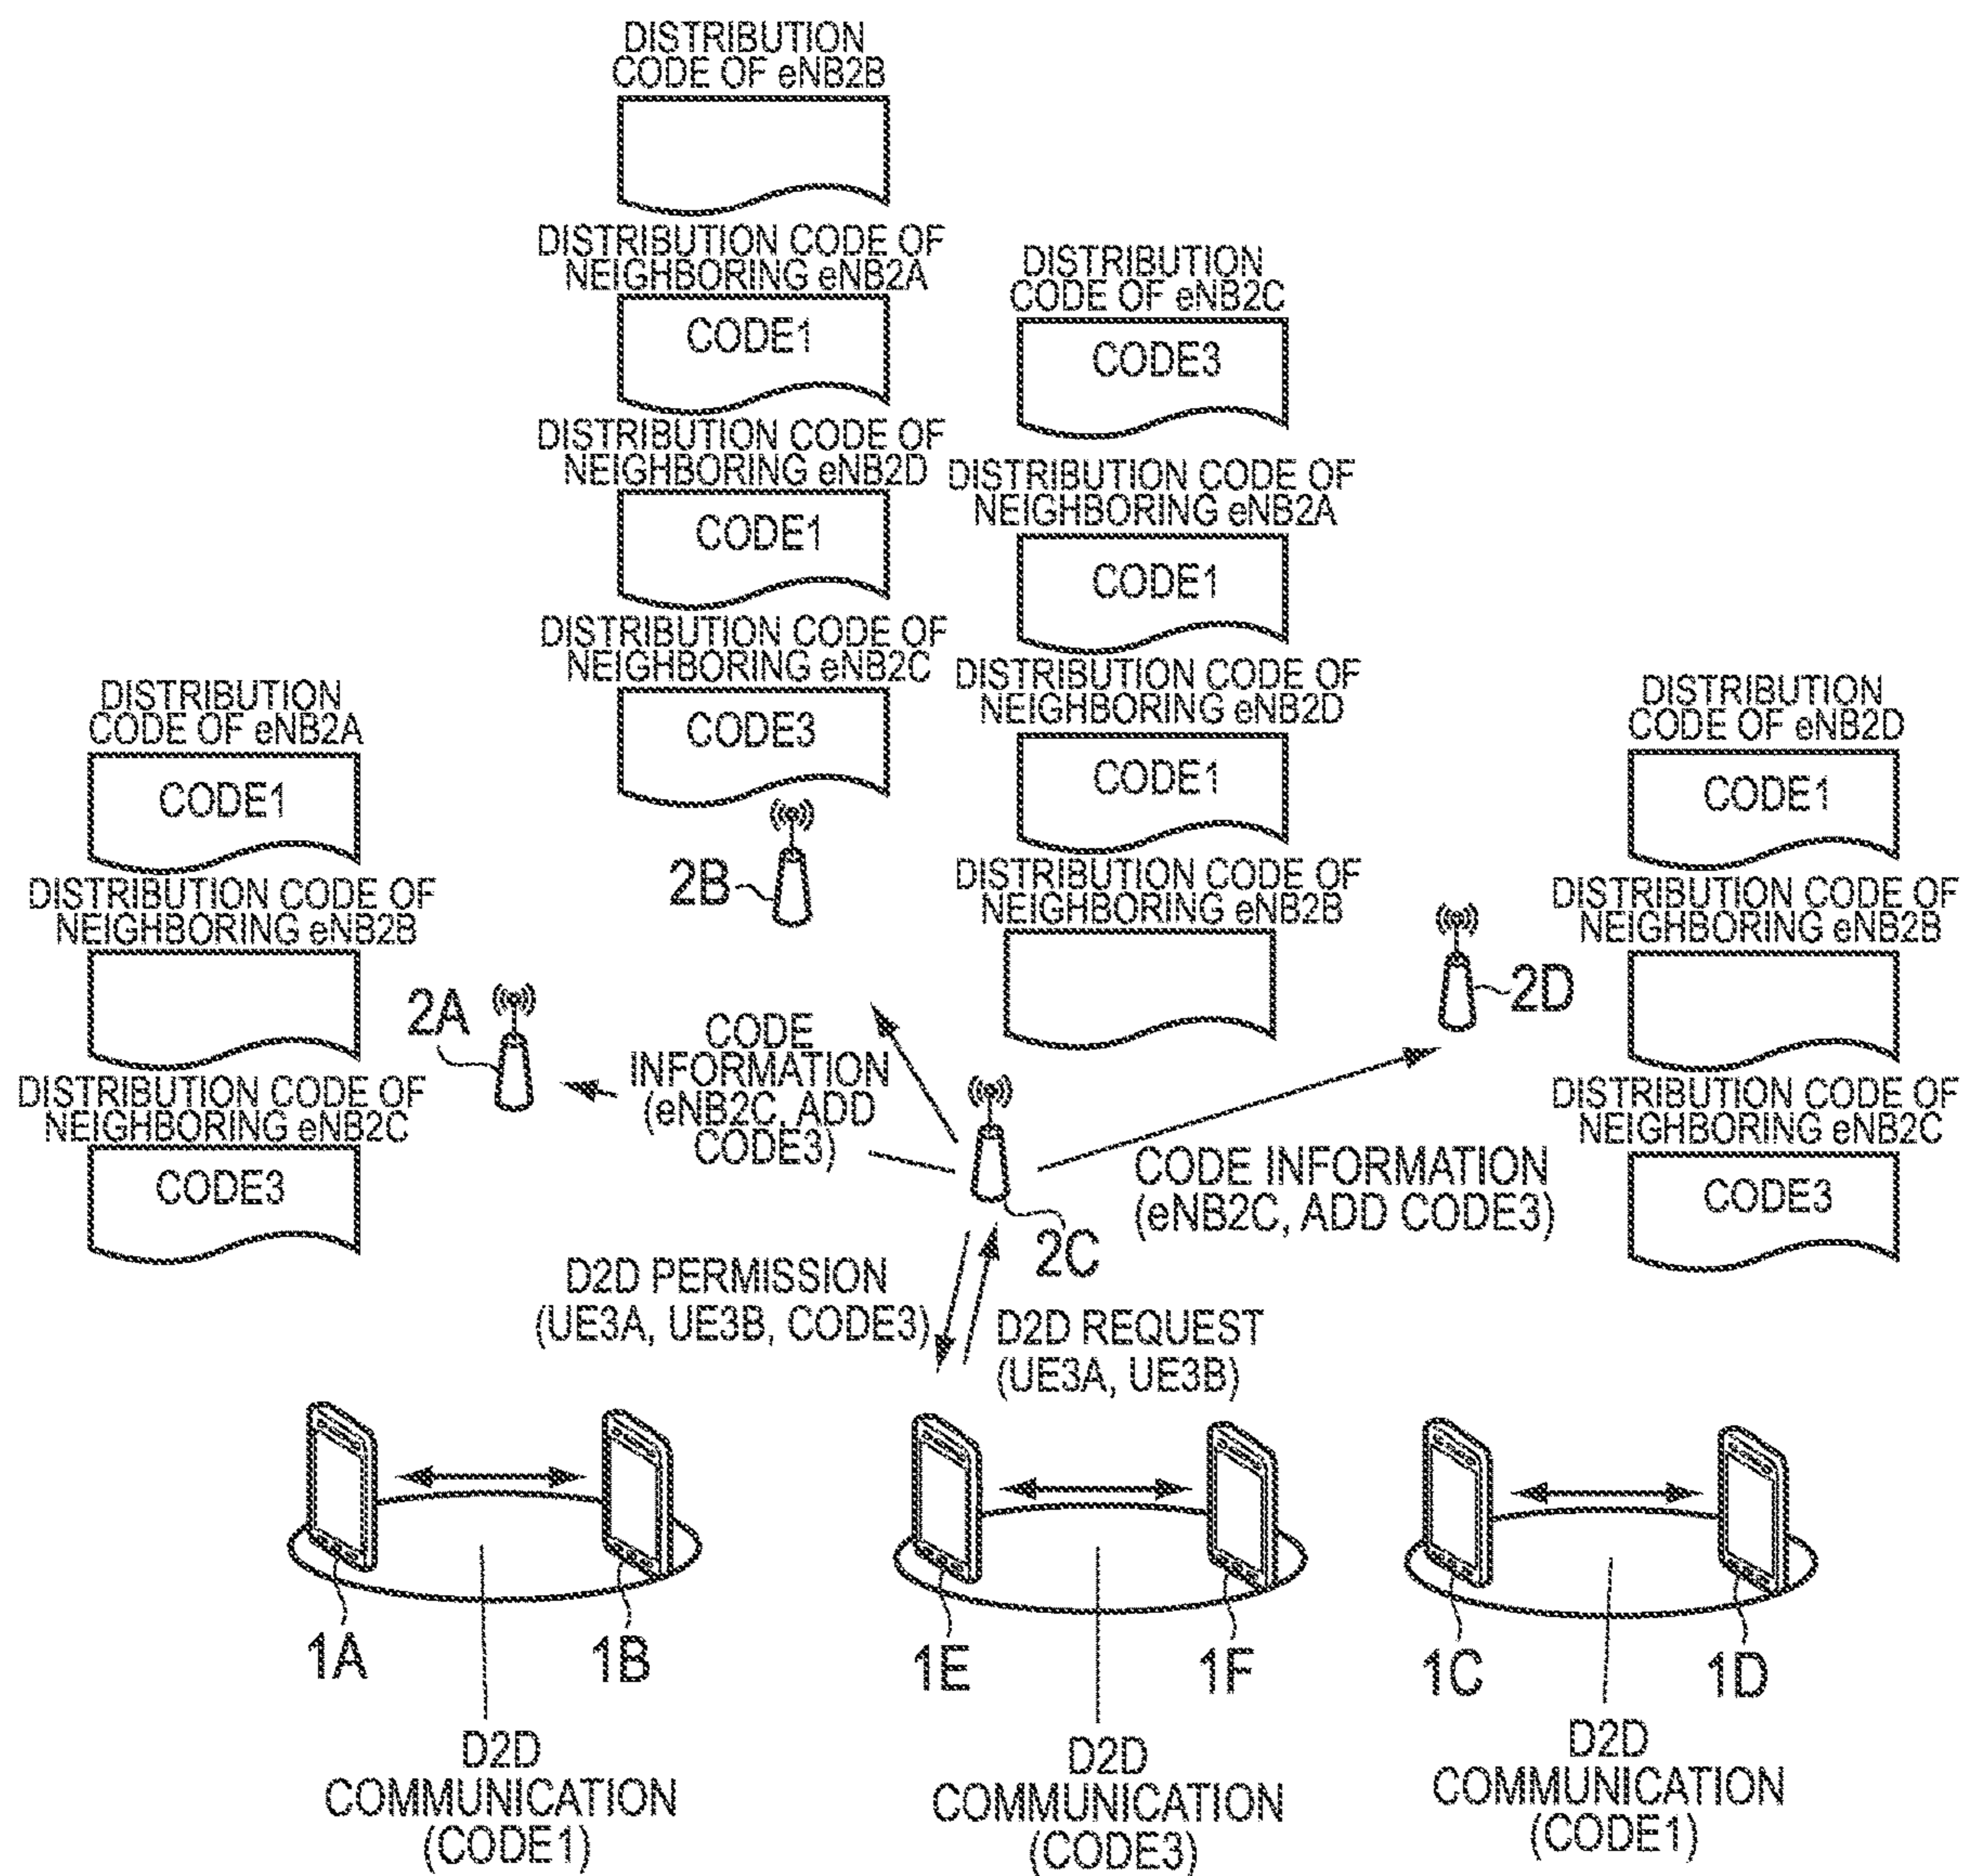 DISTRIBUTION
CODE OF eNB2B
DISTRIBUTION CODE OF
NEIGHBORING eNB2A
CODE1
DISTRIBUTION CODE OF
NEIGHBORING eNB2D
CODE1
DISTRIBUTION CODE OF
NEIGHBORING eNB2C
CODE3
2B
DISTRIBUTION
CODE OF eNB2C
CODE3
DISTRIBUTION CODE OF
NEIGHBORING eNB2A
CODE1
DISTRIBUTION CODE OF
NEIGHBORING eNB2D
CODE1
DISTRIBUTION CODE OF
NEIGHBORING eNB2B
DISTRIBUTION
CODE OF eNB2A
CODE1
DISTRIBUTION CODE OF
NEIGHBORING eNB2B
DISTRIBUTION CODE OF
NEIGHBORING eNB2C
CODE3
2A
DISTRIBUTION
CODE OF eNB2D
CODE1
DISTRIBUTION CODE OF
NEIGHBORING eNB2B
DISTRIBUTION CODE OF
NEIGHBORING eNB2C
CODE3
2D
CODE
INFORMATION
(eNB2C, ADD
CODE3)
CODE INFORMATION
(eNB2C, ADD CODE3)
2C
D2D PERMISSION
(UE3A, UE3B, CODE3)
D2D REQUEST
(UE3A, UE3B)
1A
1B
1E
1F
1C
1D
D2D
COMMUNICATION
(CODE1)
D2D
COMMUNICATION
(CODE3)
D2D
COMMUNICATION
(CODE1)